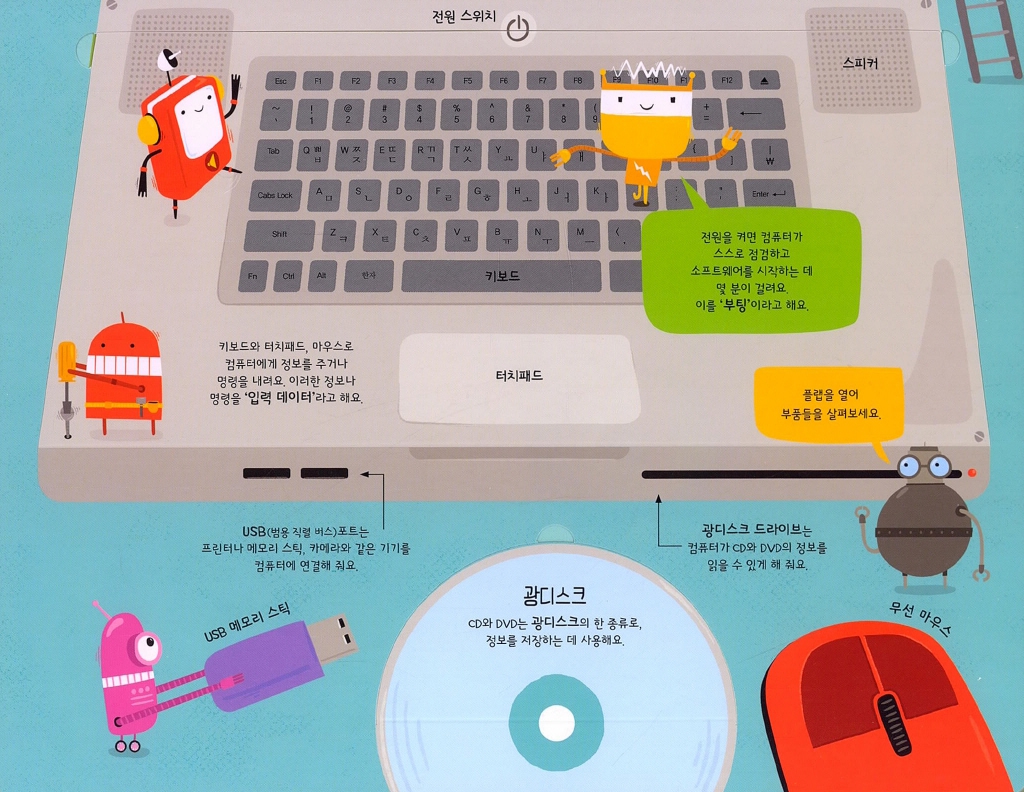 전원 스위치
스피커
Esc F1 F2 F3 F4 F5 F6 F7 F8 F9 F10 F12
~ ! 1 @ 2 # 3 $ 4 % 5 ^ 6 & 7 * 8 ( + =
Tab Q ㅃㅂ W ㅉㅈ E ㄸㄷ R ㄲㄱ T ㅆㅅ Y ㅛ U ㅕ { [ } ] | ₩
Cabs Lock A ㅁ S ㄴ D ㅇ F ㄹ G ㅎ H ㅗ J ㅓ K ㅏ : ; " ' Enter
Shift Z ㅋ X ㅌ C ㅊ V ㅍ B ㅠ N ㅜ M ㅡ < ,
Fn Ctrl Alt 한자 키보드
전원을 켜면 컴퓨터가
스스로 점검하고
소프트웨어를 시작하는 데
몇 분이 걸려요.
이를 ‘부팅’이라고 해요.
키보드와 터치패드, 마우스로
컴퓨터에게 정보를 주거나
명령을 내려요. 이러한 정보나
명령을 ‘입력 데이터’라고 해요.
터치패드
플랩을 열어
부품들을 살펴보세요.
USB(범용 직렬 버스)포트는
프린터나 메모리 스틱, 카메라와 같은 기기를
컴퓨터에 연결해 줘요.
광디스크 드라이브는
컴퓨터가 CD와 DVD의 정보를
읽을 수 있게 해 줘요.
USB 메모리 스틱
광디스크
CD와 DVD는 광디스크의 한 종류로,
정보를 저장하는 데 사용해요.
무선 마우스